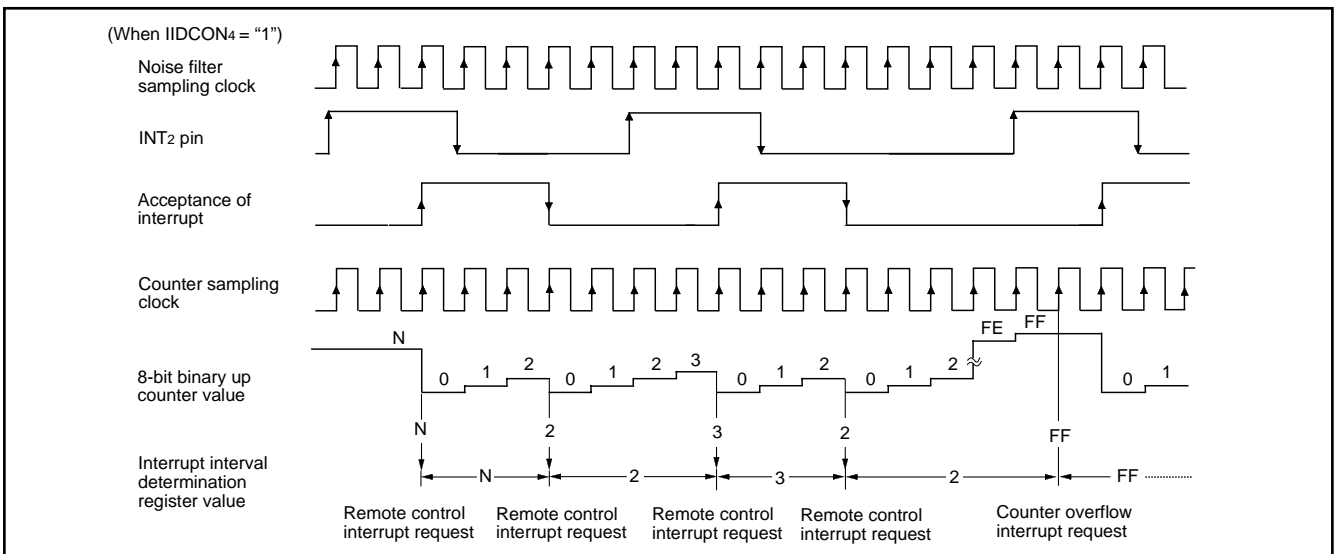 (When IIDCON4 = “1”)
Noise filter
sampling clock
INT2 pin
Acceptance of
interrupt
Counter sampling
clock
N
FE
FF
8-bit binary up
counter value
0
1
2
0
1
2
3
0
1
2
0
1
2
0
1
N
2
3
2
FF
Interrupt interval
determination
register value
N
2
3
2
FF
Remote control
interrupt request
Remote control
interrupt request
Remote control
interrupt request
Remote control
interrupt request
Counter overflow
interrupt request